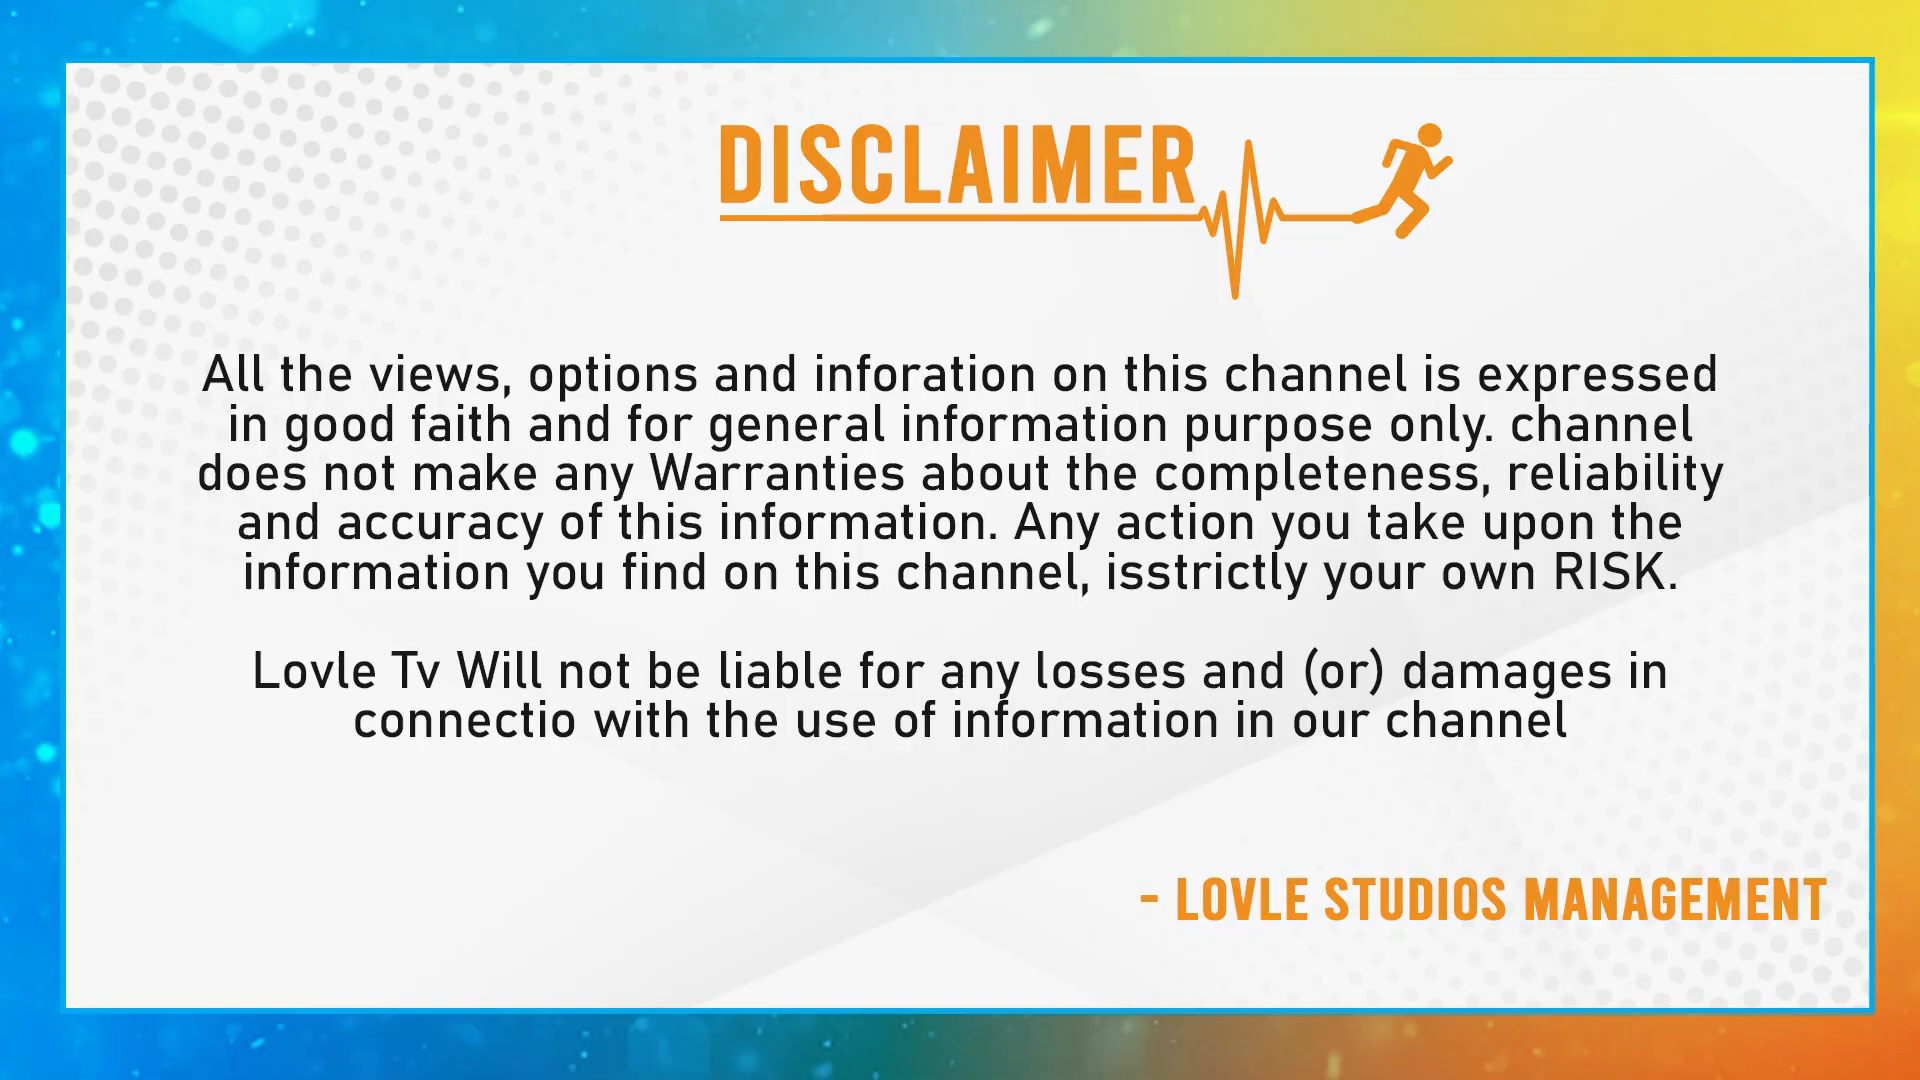 DISCLAIMER
All the views, options and inforation on this channel is expressed
in good faith and for general information purpose only. channel
does not make any Warranties about the completeness, reliability
and accuracy of this information. Any action you take upon the
information you find on this channel, isstrictly your own RISK.
Lovle Tv Will not be liable for any losses and (or) damages in
connectio with the use of information in our channel
- LOVLE STUDIOS MANAGEMENT